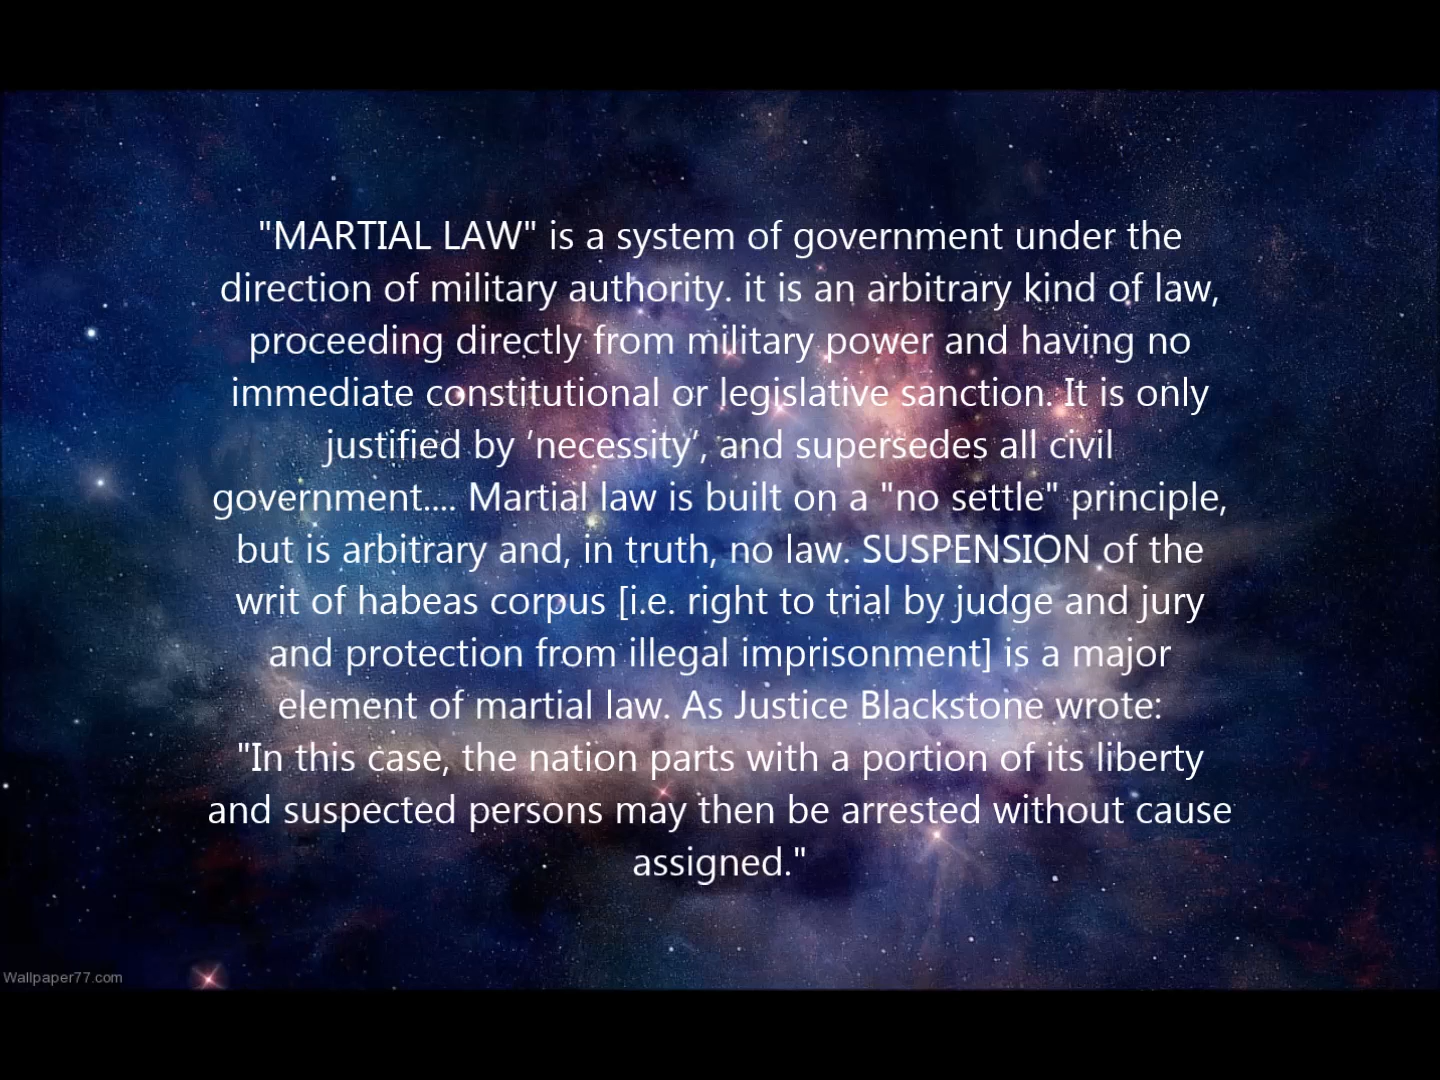 "MARTIAL LAW" is a system of government under the
direction of military authority. it is an arbitrary kind of law,
proceeding directly from military power and having no
immediate constitutional or legislative sanction. It is only
justified by ’necessity’, and supersedes all civil
government.... Martial law is built on a "no settle" principle,
but is arbitrary and, in truth, no law. SUSPENSION of the
writ of habeas corpus [i.e. right to trial by judge and jury
and protection from illegal imprisonment] is a major
element of martial law. As Justice Blackstone wrote:
"In this case, the nation parts with a portion of its liberty
and suspected persons may then be arrested without cause
assigned."
Wallpaper77.com